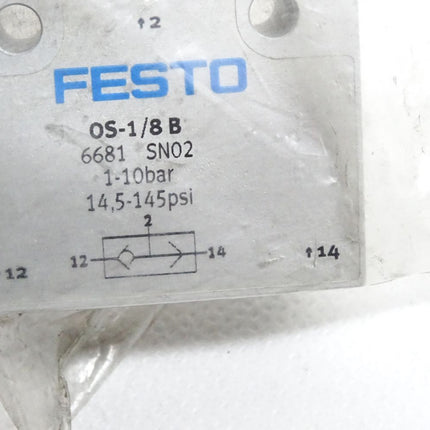 ↑2
FESTO
OS-1/8 B
6681 SN02
1-10bar
14,5-145psi
2
12 14
12 ↑14